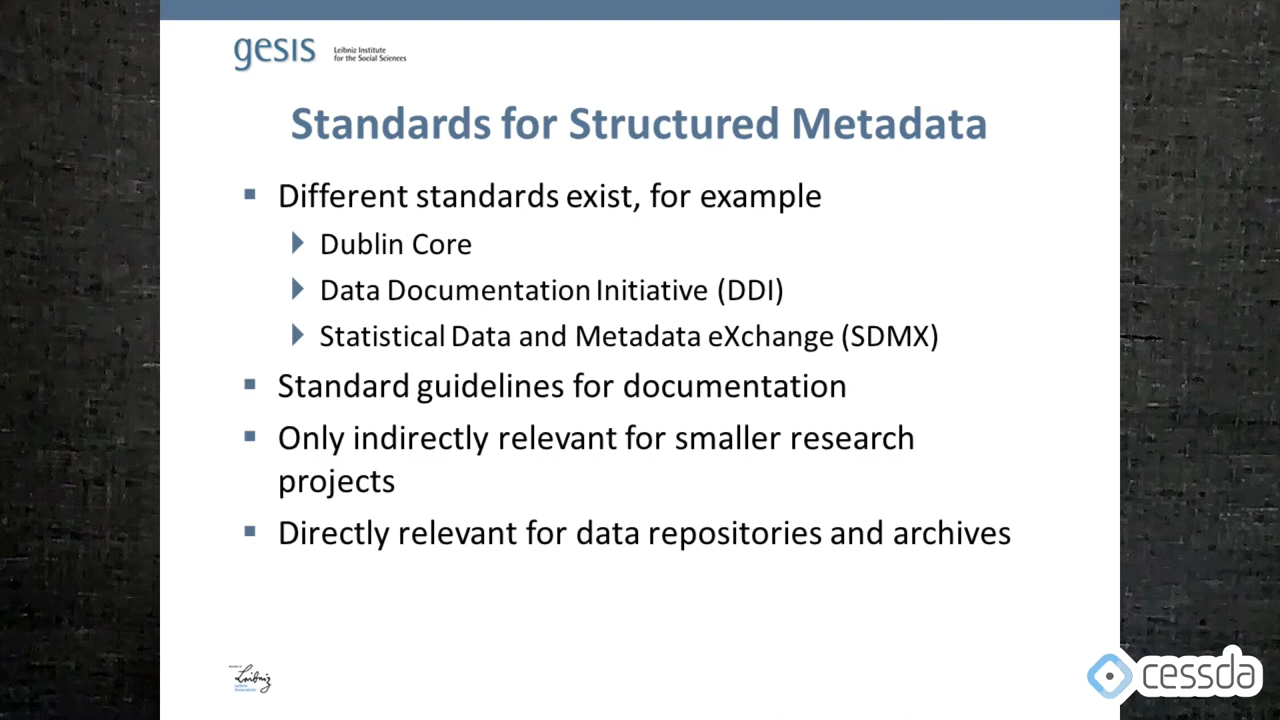 gesis
Leibniz Institute
for the Social Sciences
Standards for Structured Metadata
Different standards exist, for example
Dublin Core
Data Documentation Initiative (DDI)
Statistical Data and Metadata eXchange (SDMX)
Standard guidelines for documentation
Only indirectly relevant for smaller research
projects
Directly relevant for data repositories and archives
Leibniz
cessda